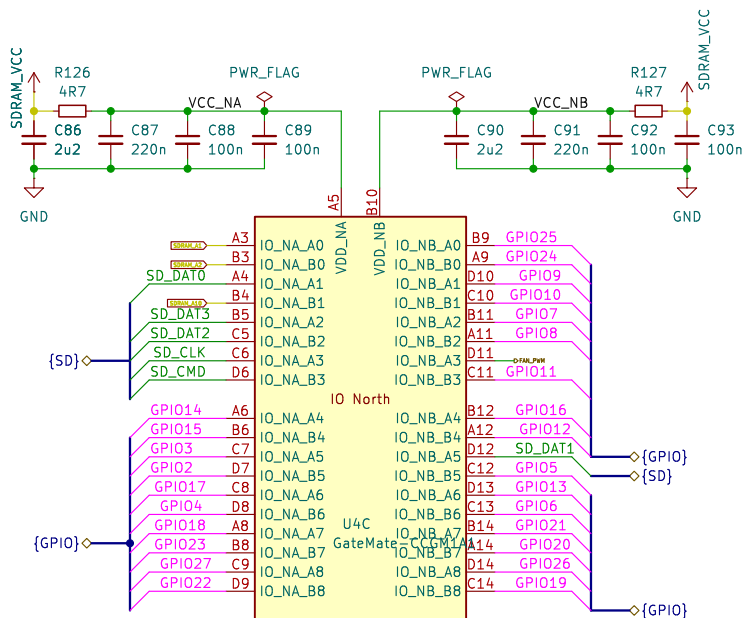 SDRAM_VCC
R126
4R7
PWR_FLAG
VCC_NA
C86
2u2
C87
220n
C88
100n
C89
100n
GND
PWR_FLAG
VCC_NB
R127
4R7
SDRAM_VCC
C90
2u2
C91
220n
C92
100n
C93
100n
GND
A5
B10
VDD_NA
VDD_NB
SDRAM_A1 A3 IO_NA_A0
SDRAM_A2 B3 IO_NA_B0
SD_DAT0 A4 IO_NA_A1
SDRAM_A10 B4 IO_NA_B1
SD_DAT3 B5 IO_NA_A2
SD_DAT2 C5 IO_NA_B2
SD_CLK C6 IO_NA_A3
SD_CMD D6 IO_NA_B3
{SD}
IO North
GPIO14 A6 IO_NA_A4
GPIO15 B6 IO_NA_B4
GPIO3 C7 IO_NA_A5
GPIO2 D7 IO_NA_B5
GPIO17 C8 IO_NA_A6
GPIO4 D8 IO_NA_B6
GPIO18 A8 IO_NA_A7
GPIO23 B8 IO_NA_B7
GPIO27 C9 IO_NA_A8
GPIO22 D9 IO_NA_B8
{GPIO}
U4C
GateMate-CCGM1A1
IO_NB_A0 B9 GPIO25
IO_NB_B0 A9 GPIO24
IO_NB_A1 D10 GPIO9
IO_NB_B1 C10 GPIO10
IO_NB_A2 B11 GPIO7
IO_NB_B2 A11 GPIO8
IO_NB_A3 D11 FAN_PWM
IO_NB_B3 C11 GPIO11
IO_NB_A4 B12 GPIO16
IO_NB_B4 A12 GPIO12
IO_NB_A5 D12 SD_DAT1
IO_NB_B5 C12 GPIO5
IO_NB_A6 D13 GPIO13
IO_NB_B6 C13 GPIO6
IO_NB_A7 B14 GPIO21
IO_NB_B7 A14 GPIO20
IO_NB_A8 D14 GPIO26
IO_NB_B8 C14 GPIO19
{GPIO}
{SD}
{GPIO}